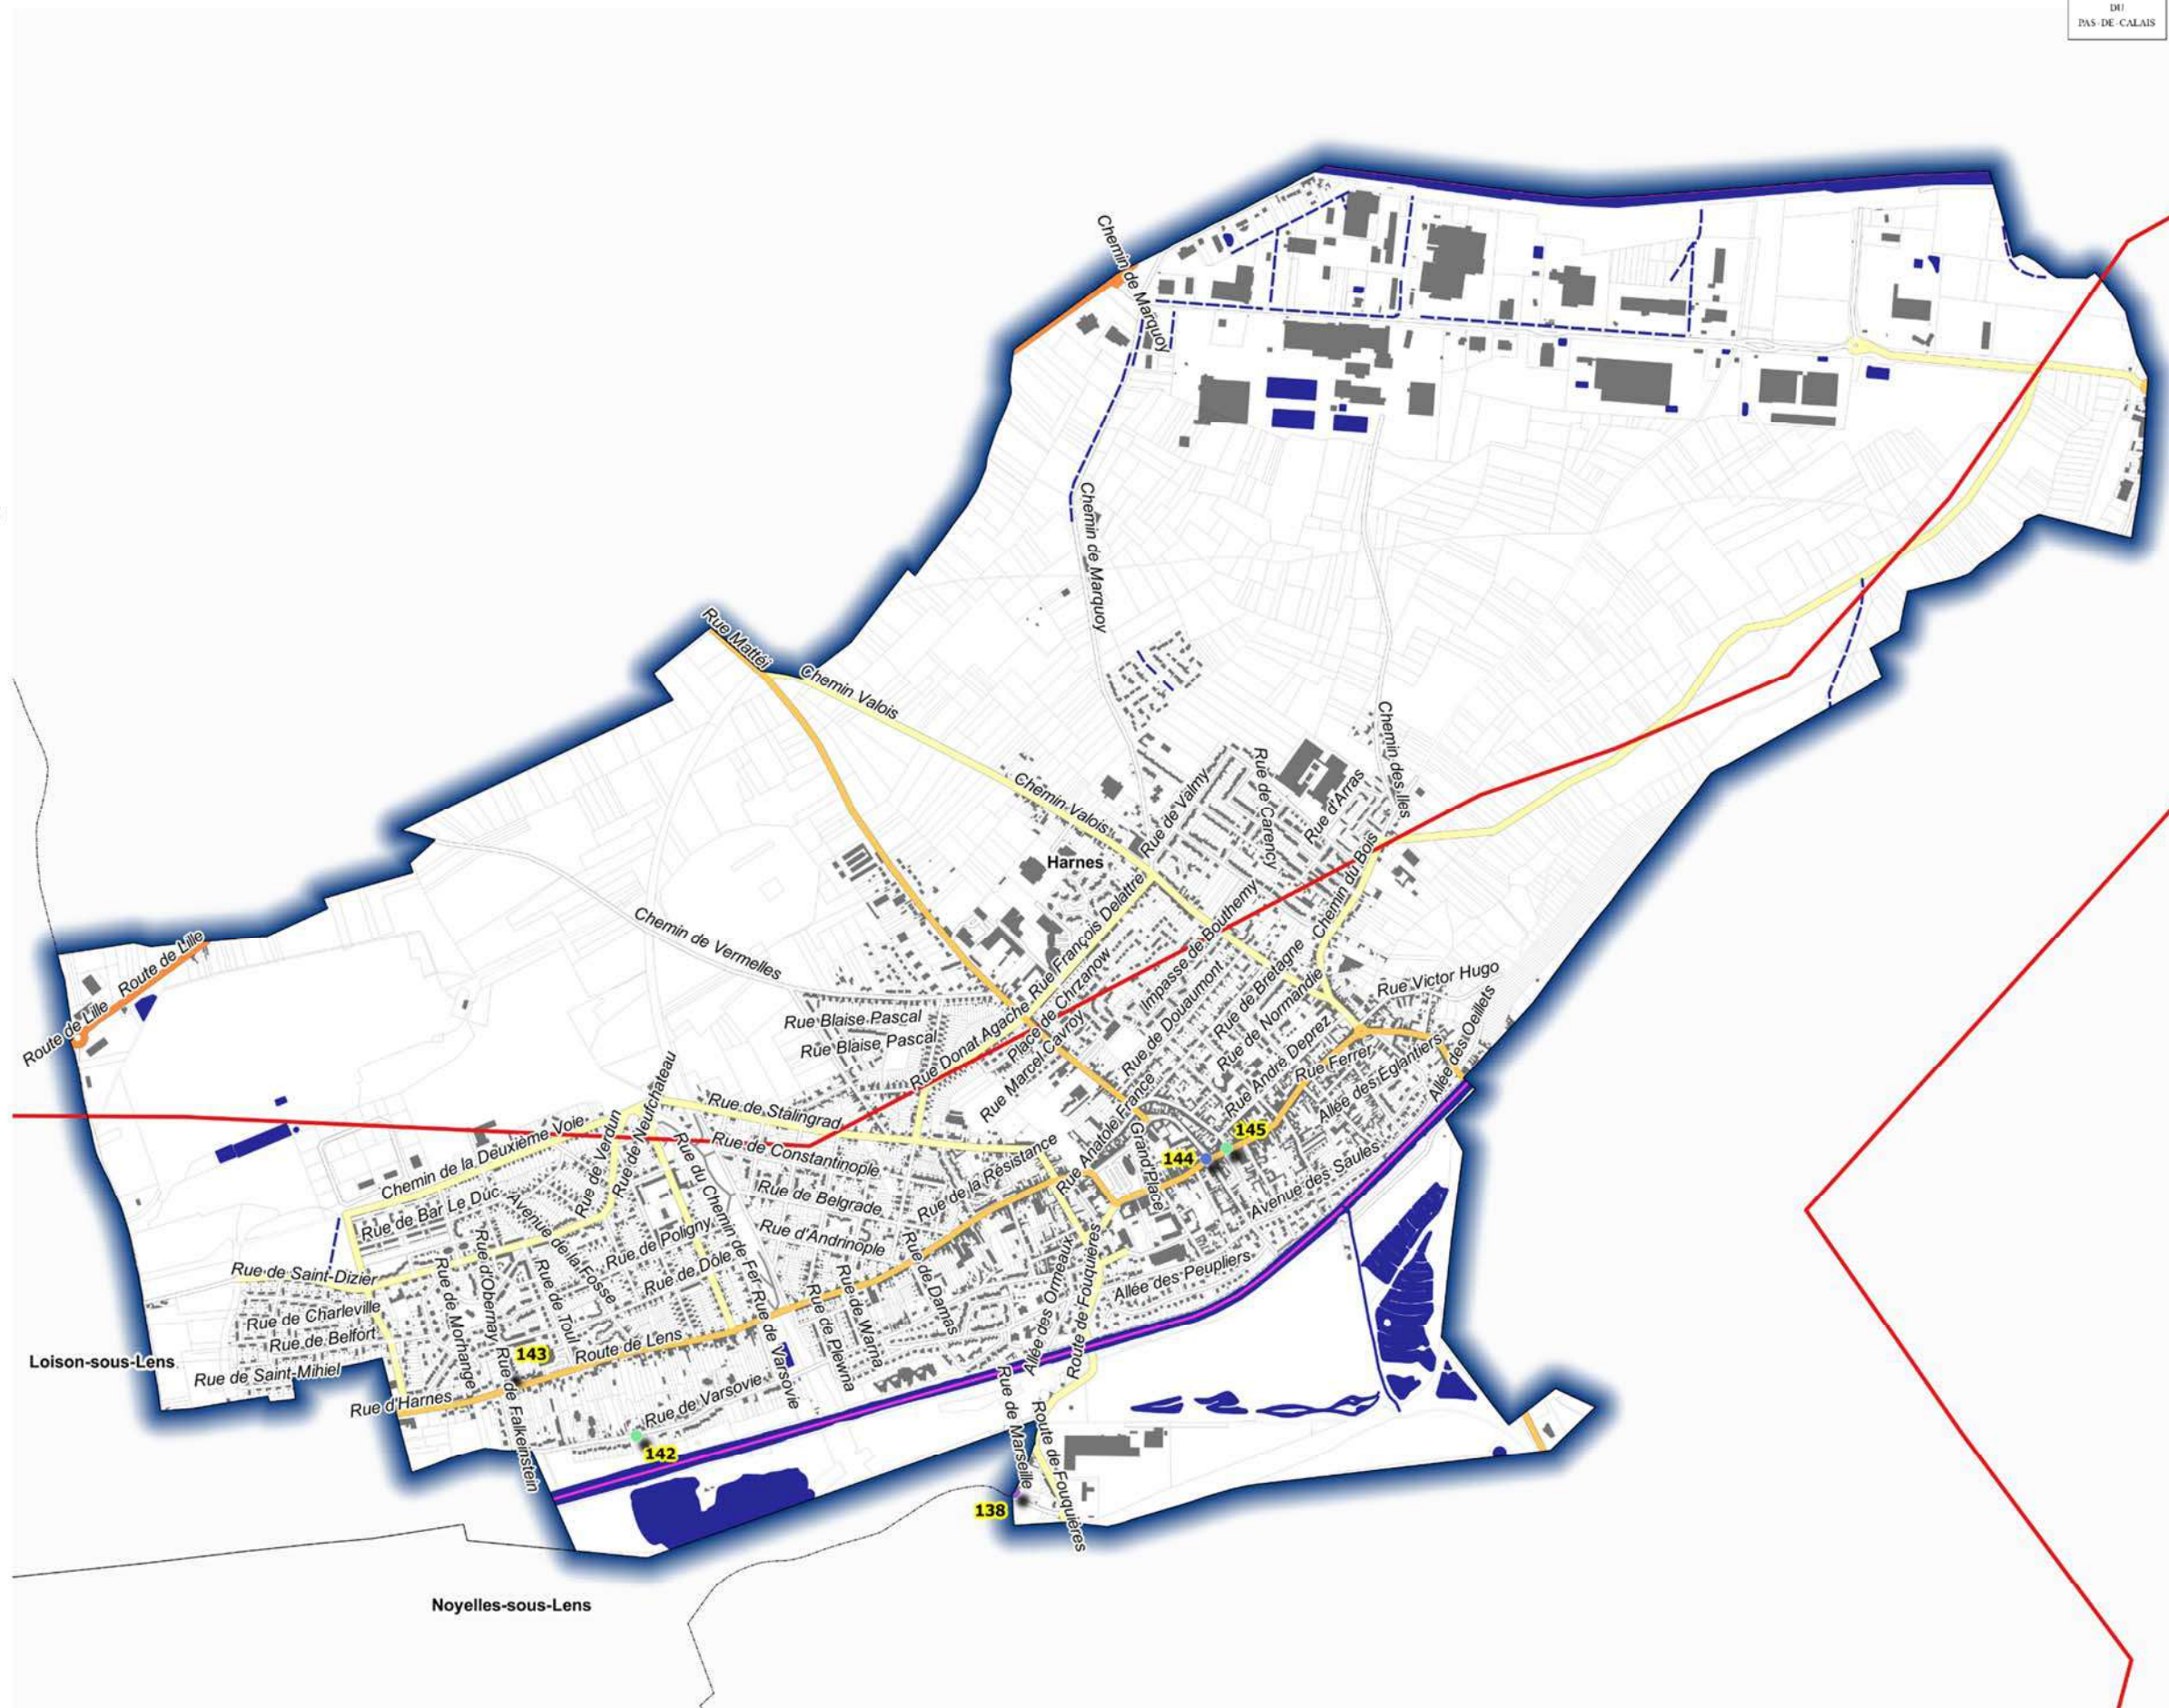 DU
PAS-DE-CALAIS
Chemin de Marquoy
Chemin de Marquoy
Rue Mattéi
Chemin Valois
Chemin des Iles
Rue de Valmy
Rue de Carency
Rue d'Arras
Chemin Valois
Harnes
Chemin du Bois
Rue François Delattre
Impasse de Bouthemy
Chemin de Vermelles
Route de Lille
Route de Lille
Place de Chrzanow
Rue de Douaumont
Rue de Bretagne
Rue de Normandie
Rue Victor Hugo
Rue Blaise Pascal
Rue Blaise Pascal
Rue Donat Agache
Rue Marcel Cavroy
Rue André Deprez
Rue Ferrer
Allée des Églantiers
Allée des Oeillets
Rue de Neufchateau
Rue de Verdun
Rue de Stalingrad
Rue Anatole France
Grand'Place
145
144
Chemin de la Deuxième Voie
Rue du Chemin de Fer
Rue de Constantinople
Rue de la Résistance
Avenue des Saules
Rue de Bar Le Duc
Avenue de la Fosse
Rue de Belgrade
Rue de Poligny
Rue d'Andrinople
Rue de Dôle
Rue de Saint-Dizier
Rue d'Obernay
Rue de Morhange
Rue de Toul
Rue de Damas
Rue de Warna
Rue de Plewna
Allée des Ormeaux
Route de Fouquières
Allée des Peupliers
Rue de Charleville
Rue de Belfort
Rue de Saint-Mihiel
Loison-sous-Lens
143
Route de Lens
Rue de Varsovie
Rue d'Harnes
Rue de Falkeinstein
Rue de Varsovie
142
Rue de Marseille
Route de Fouquières
138
Noyelles-sous-Lens